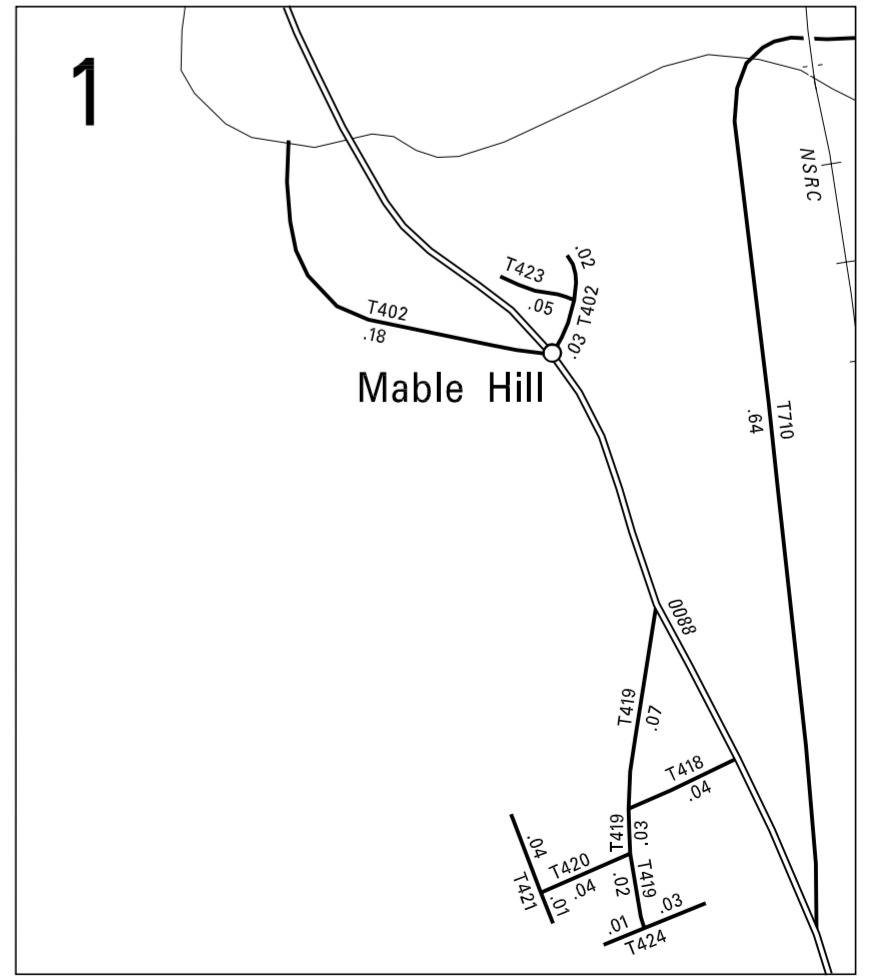 1
NSRC
T423
.02
.05
T402
.03
T402
.18
Mable Hill
T710
.64
0088
T419
.07
T418
.04
T419
.03
.04
T420
.04
T421
.01
T419
.02
.03
.01
T424